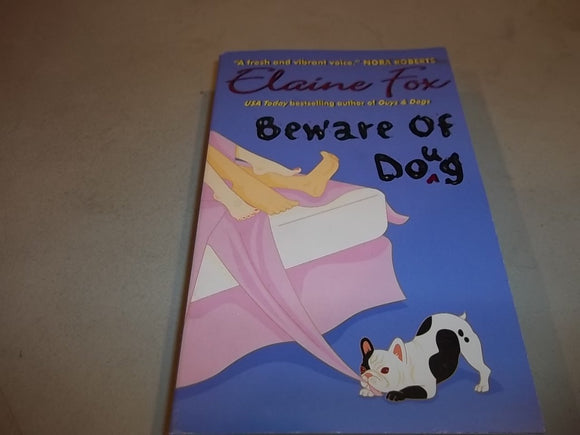 "A fresh and vibrant voice." NORA ROBERTS
Elaine Fox
USA Today bestselling author of Guys & Dogs
Beware Of
Doug